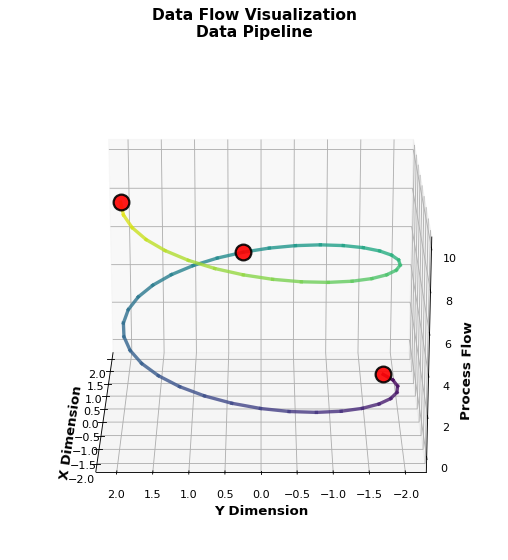 Data Flow Visualization
Data Pipeline
10
8
6
4
2
0
Process Flow
2.0
1.5
1.0
0.5
0.0
−0.5
−1.0
−1.5
−2.0
X Dimension
2.0 1.5 1.0 0.5 0.0 −0.5 −1.0 −1.5 −2.0
Y Dimension